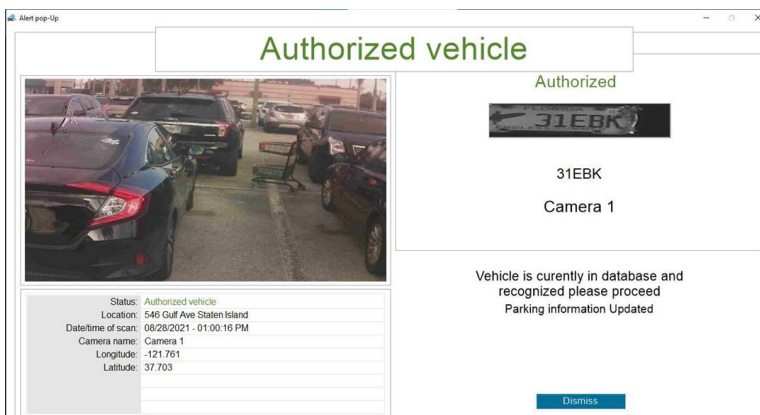 Alert pop-Up
Authorized vehicle
Authorized
FLORIDA
31EBK
31EBK
Camera 1
Vehicle is curently in database and
recognized please proceed
Parking information Updated
Status: Authorized vehicle
Location: 546 Gulf Ave Staten Island
Date/time of scan: 08/28/2021 - 01:00:16 PM
Camera name: Camera 1
Longitude: -121.761
Latitude: 37.703
Dismiss